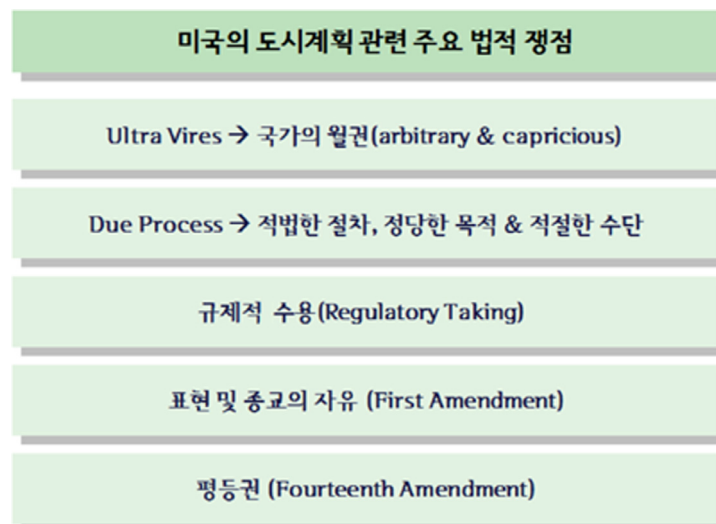 미국의 도시계획 관련 주요 법적 쟁점
Ultra Vires → 국가의 월권(arbitrary & capricious)
Due Process → 적법한 절차, 정당한 목적 & 적절한 수단
규제적 수용(Regulatory Taking)
표현 및 종교의 자유 (First Amendment)
평등권 (Fourteenth Amendment)